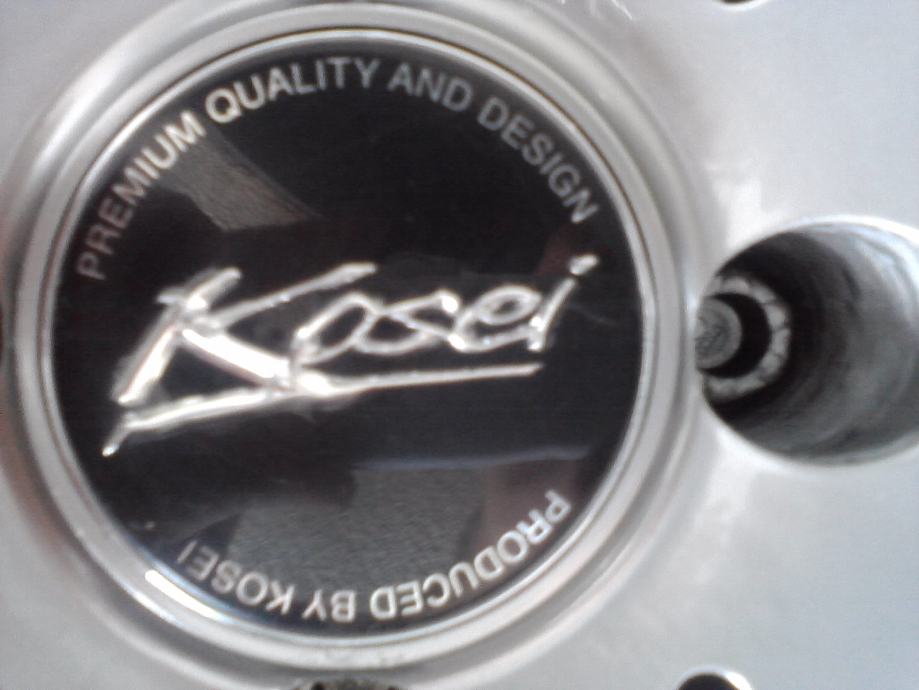 PREMIUM QUALITY AND DESIGN
Kosei
PRODUCED BY KOSEI